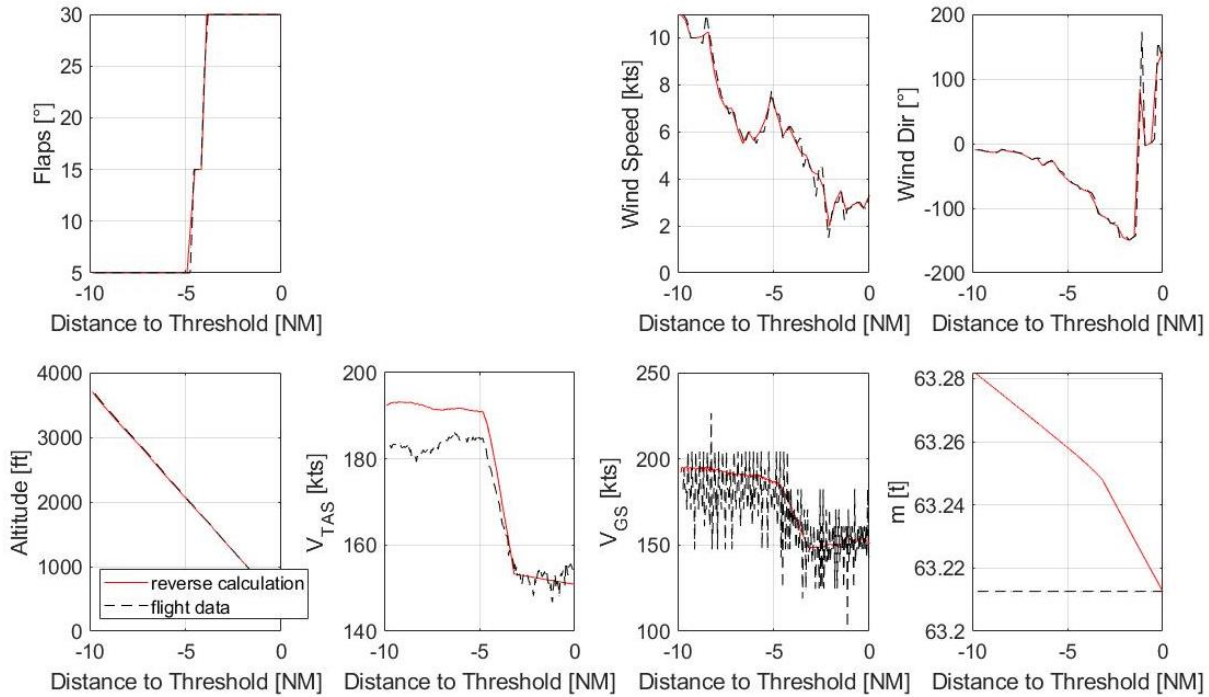 30
25
20
15
10
5
Flaps [°]
-10 -5 0
Distance to Threshold [NM]
10
8
6
4
2
0
Wind Speed [kts]
-10 -5 0
Distance to Threshold [NM]
200
100
0
-100
-200
Wind Dir [°]
-10 -5 0
Distance to Threshold [NM]
4000
3000
2000
1000
0
Altitude [ft]
reverse calculation
flight data
-10 -5 0
Distance to Threshold [NM]
200
180
160
140
V_TAS [kts]
-10 -5 0
Distance to Threshold [NM]
250
200
150
100
V_GS [kts]
-10 -5 0
Distance to Threshold [NM]
63.28
63.26
63.24
63.22
63.2
m [t]
-10 -5 0
Distance to Threshold [NM]